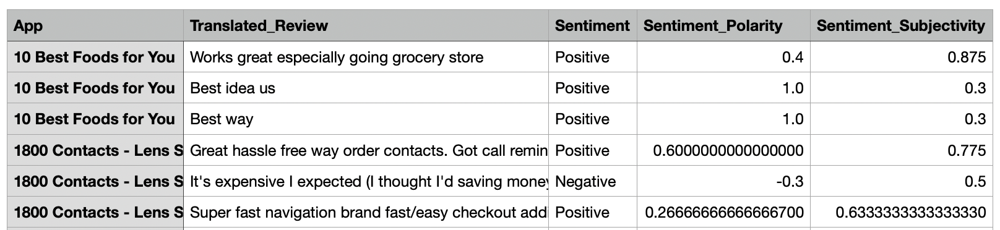 App Translated_Review Sentiment Sentiment_Polarity Sentiment_Subjectivity
10 Best Foods for You Works great especially going grocery store Positive 0.4 0.875
10 Best Foods for You Best idea us Positive 1.0 0.3
10 Best Foods for You Best way Positive 1.0 0.3
1800 Contacts - Lens S Great hassle free way order contacts. Got call remin Positive 0.6000000000000000 0.775
1800 Contacts - Lens S It's expensive I expected (I thought I'd saving money Negative -0.3 0.5
1800 Contacts - Lens S Super fast navigation brand fast/easy checkout addi Positive 0.26666666666666700 0.6333333333333330